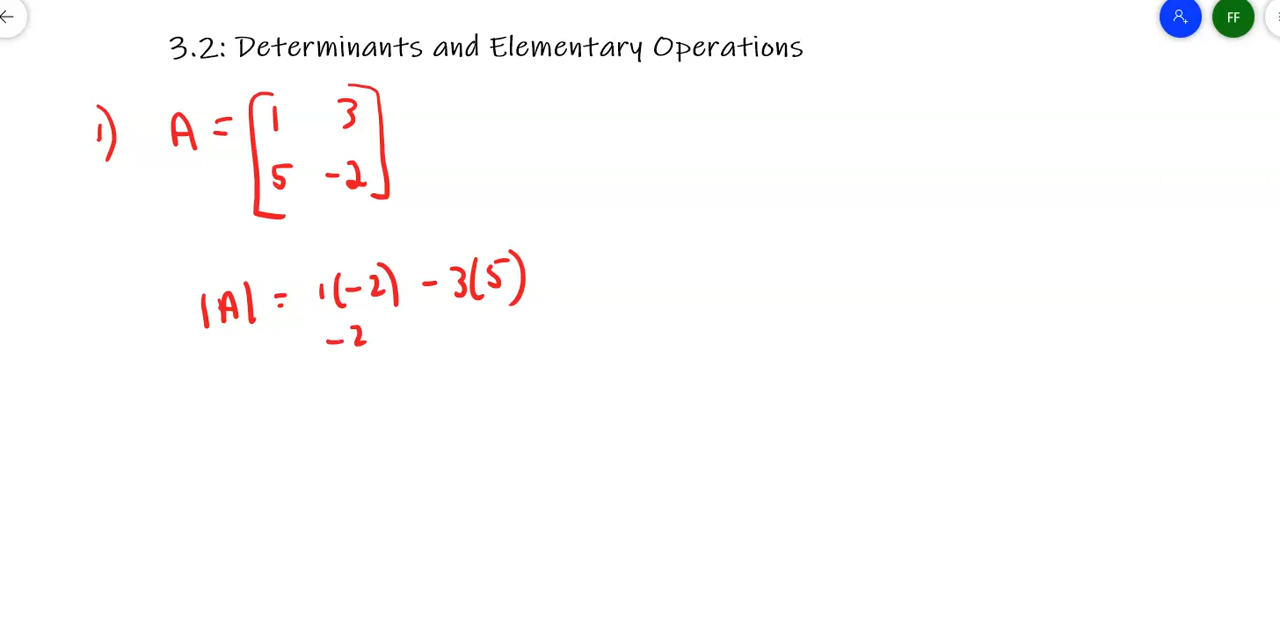 FF
3.2: Determinants and Elementary Operations
1) A = [1 3
5 -2]
|A| = 1(-2) - 3(5)
-2